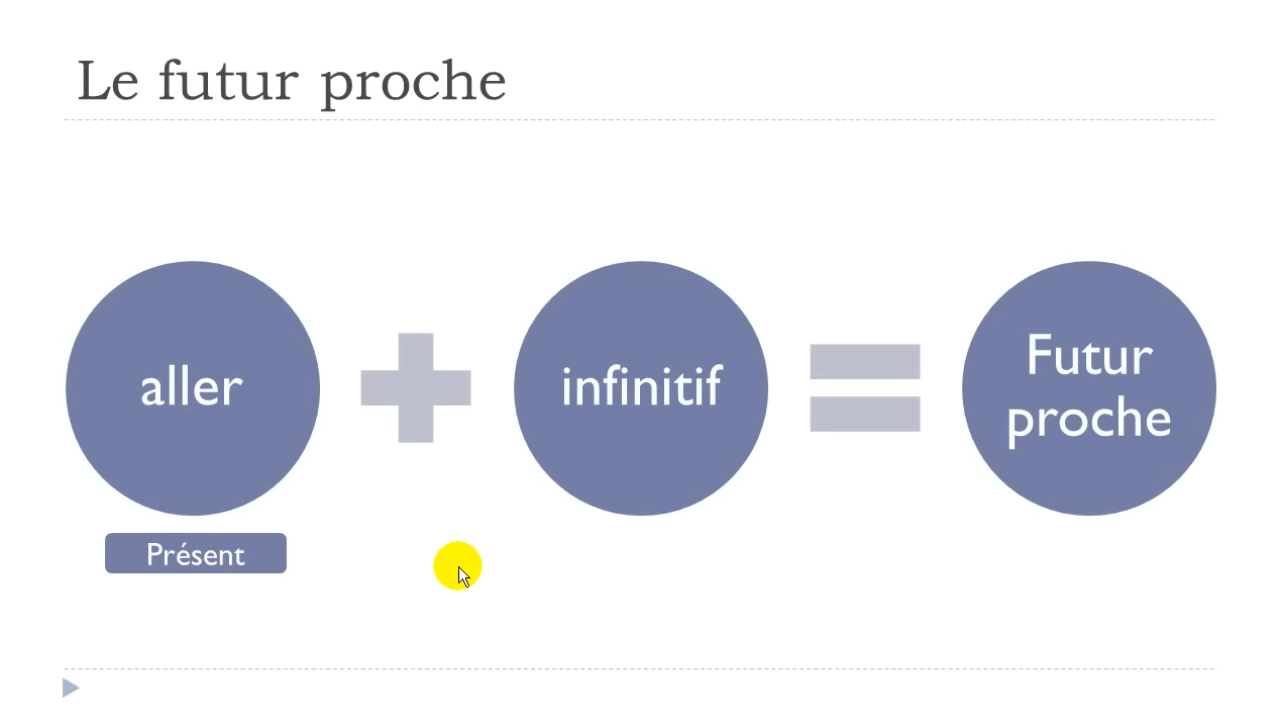 Le futur proche
aller
infinitif
Futur
proche
Présent